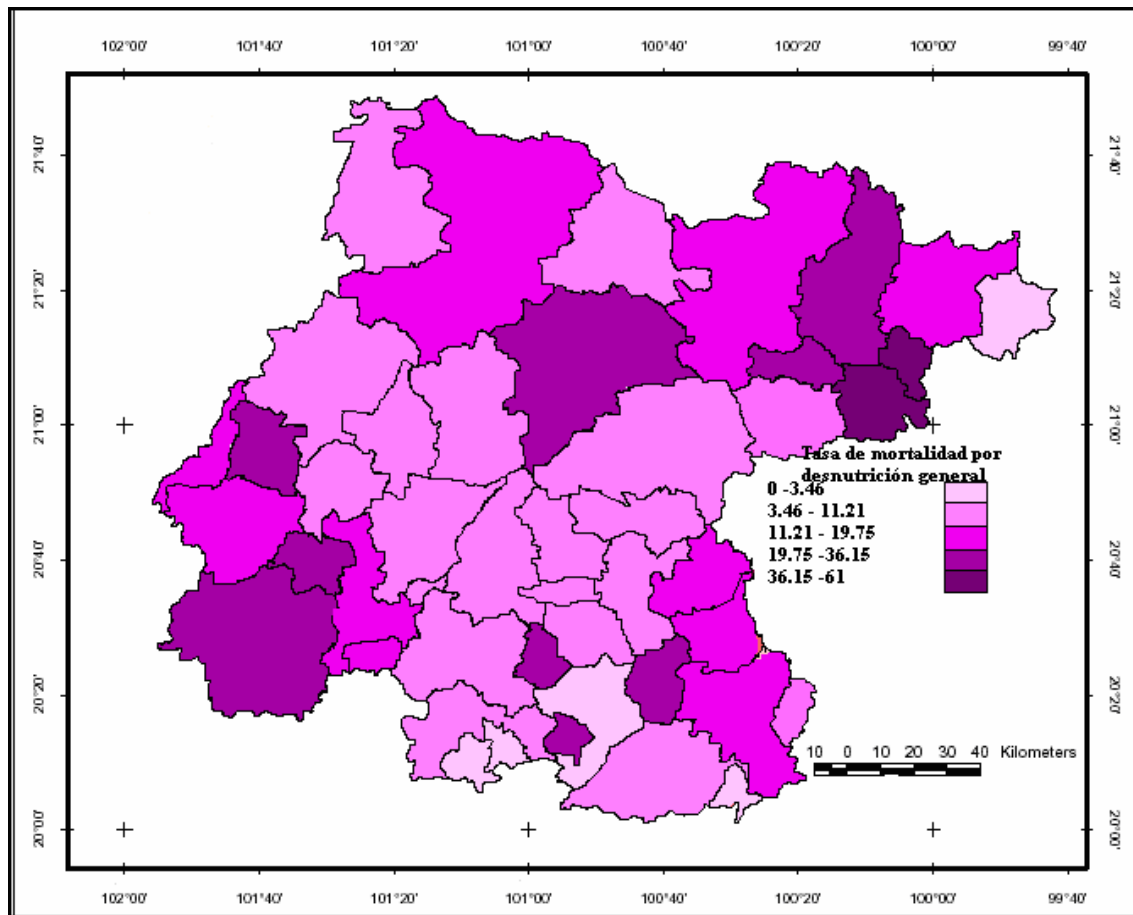 102°00' 101°40' 101°20' 101°00' 100°40' 100°20' 100°00' 99°40'
21°40' 21°40'
21°20' 21°20'
21°00' 21°00'
Tasa de mortalidad por
desnutrición general
0 -3.46
3.46 - 11.21
11.21 - 19.75
19.75 -36.15
36.15 -61
20°40' 20°40'
20°20' 20°20'
10 0 10 20 30 40 Kilometers
20°00' 20°00'
102°00' 101°40' 101°20' 101°00' 100°40' 100°20' 100°00' 99°40'